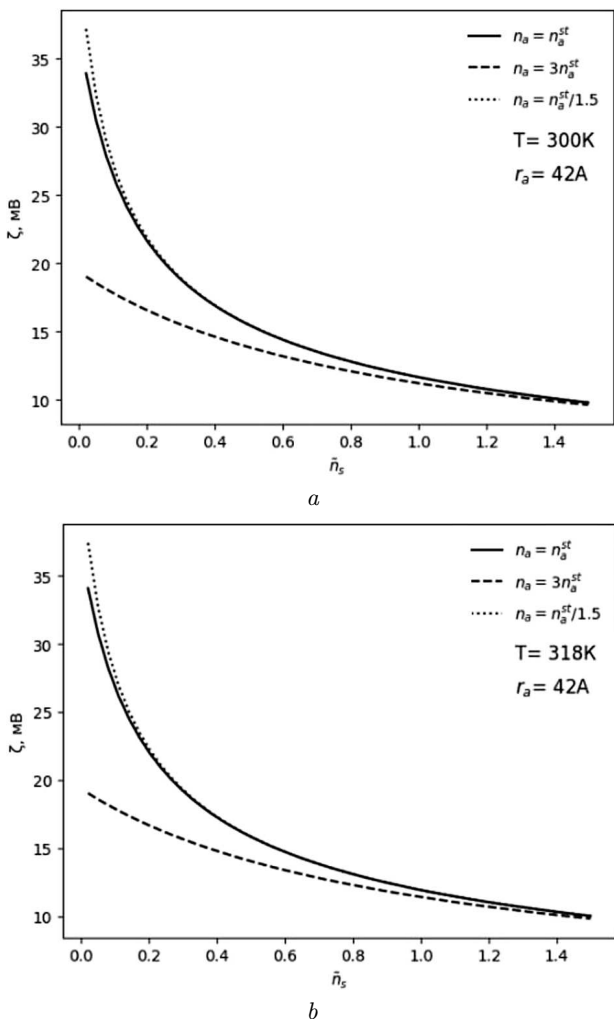 35
30
25
20
15
10
ζ, мВ
0.0 0.2 0.4 0.6 0.8 1.0 1.2 1.4
ñ_s
n_a = n_a^{st}
n_a = 3n_a^{st}
n_a = n_a^{st}/1.5
T= 300K
r_a= 42A
a
35
30
25
20
15
10
ζ, мВ
0.0 0.2 0.4 0.6 0.8 1.0 1.2 1.4
ñ_s
n_a = n_a^{st}
n_a = 3n_a^{st}
n_a = n_a^{st}/1.5
T= 318K
r_a= 42A
b